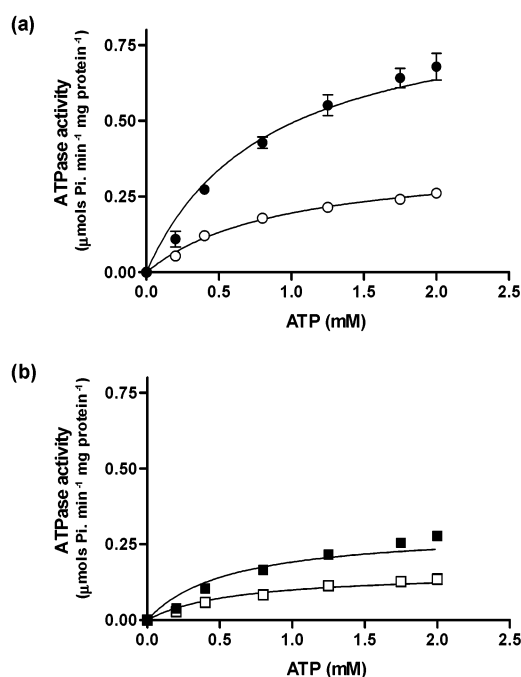 (a)
ATPase activity
(μmols Pi. min⁻¹ mg protein⁻¹)
0.75
0.50
0.25
0.00
0.0 0.5 1.0 1.5 2.0 2.5
ATP (mM)
(b)
ATPase activity
(μmols Pi. min⁻¹ mg protein⁻¹)
0.75
0.50
0.25
0.00
0.0 0.5 1.0 1.5 2.0 2.5
ATP (mM)